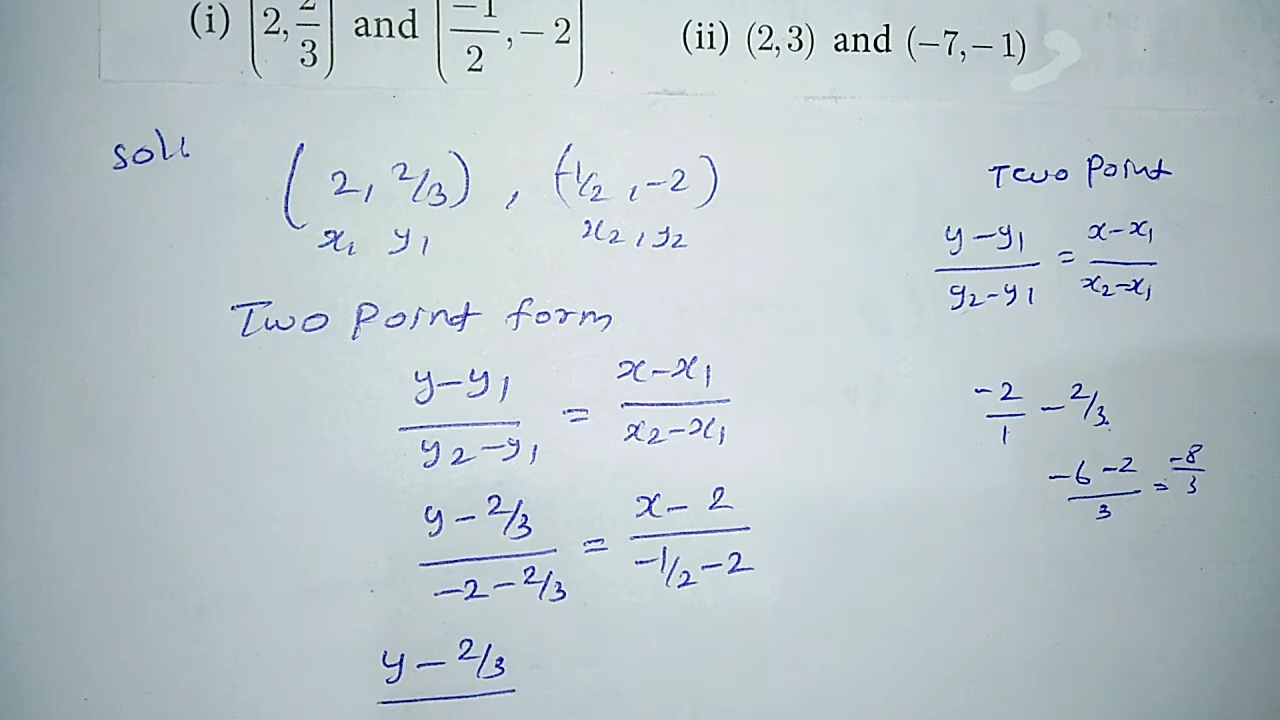 (i) (2, 2/3) and (-1/2, -2) (ii) (2, 3) and (-7, -1)
Soln
(2, 2/3), (-1/2, -2)
x1 y1 x2, y2
Two Point form
y-y1/y2-y1 = x-x1/x2-x1
y-2/3/-2-2/3 = x-2/-1/2-2
y-2/3
Two Point
y-y1/y2-y1 = x-x1/x2-x1
-2/1 - 2/3
-6-2/3 = -8/3